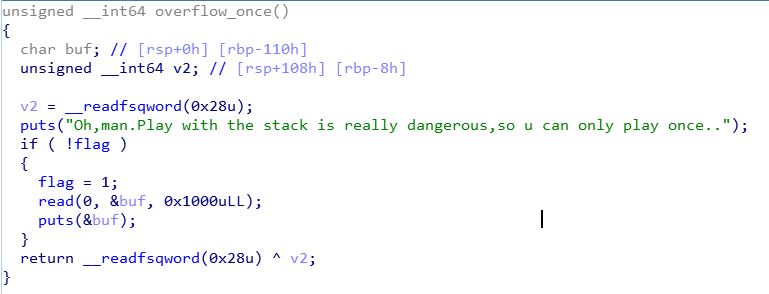 unsigned __int64 overflow_once()
{
  char buf; // [rsp+0h] [rbp-110h]
  unsigned __int64 v2; // [rsp+108h] [rbp-8h]

  v2 = __readfsqword(0x28u);
  puts("Oh,man.Play with the stack is really dangerous,so u can only play once..");
  if ( !flag )
  {
    flag = 1;
    read(0, &buf, 0x1000uLL);
    puts(&buf);
  }
  return __readfsqword(0x28u) ^ v2;
}